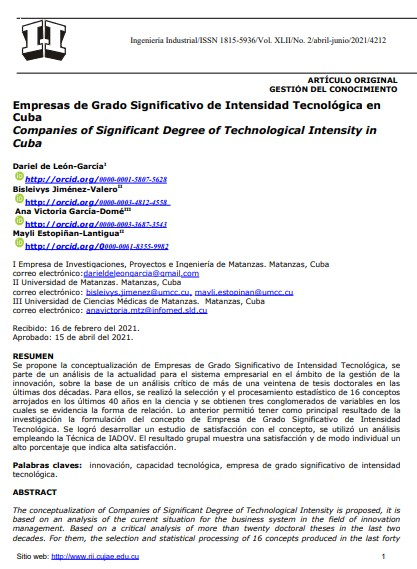 Ingeniería Industrial/ISSN 1815-5936/Vol. XLII/No. 2/abril-junio/2021/4212
ARTÍCULO ORIGINAL
GESTIÓN DEL CONOCIMIENTO
Empresas de Grado Significativo de Intensidad Tecnológica en
Cuba
Companies of Significant Degree of Technological Intensity in
Cuba
Dariel de León-García I
iD http://orcid.org/0000-0001-5807-5628
Bisleivys Jiménez-Valero II
iD http://orcid.org/0000-0003-4812-4558
Ana Victoria García-Domé III
iD http://orcid.org/0000-0003-3687-3543
Mayli Estopiñan-Lantigua II
iD http://orcid.org/0000-0061-8355-9982
I Empresa de Investigaciones, Proyectos e Ingeniería de Matanzas. Matanzas, Cuba
correo electrónico:darieldeleongarcia@gmail,com
II Universidad de Matanzas. Matanzas, Cuba
correo electrónico: bisleivys.jimenez@umcc.cu, mayli.estopinan@umcc.cu
III Universidad de Ciencias Médicas de Matanzas. Matanzas, Cuba
correo electrónico: anavictoria.mtz@infomed.sld.cu
Recibido: 16 de febrero del 2021.
Aprobado: 15 de abril del 2021.
RESUMEN
Se propone la conceptualización de Empresas de Grado Significativo de Intensidad Tecnológica, se
parte de un análisis de la actualidad para el sistema empresarial en el ámbito de la gestión de la
innovación, sobre la base de un análisis crítico de más de una veintena de tesis doctorales en las
últimas dos décadas. Para ellos, se realizó la selección y el procesamiento estadístico de 16 conceptos
arrojados en los últimos 40 años en la ciencia y se obtienen tres conglomerados de variables en los
cuales se evidencia la forma de relación. Lo anterior permitió tener como principal resultado de la
investigación la formulación del concepto de Empresa de Grado Significativo de Intensidad
Tecnológica. Se logró desarrollar un estudio de satisfacción con el concepto, se utilizó un análisis
empleando la Técnica de IADOV. El resultado grupal muestra una satisfacción y de modo individual un
alto porcentaje que indica alta satisfacción.
Palabras claves: innovación, capacidad tecnológica, empresa de grado significativo de intensidad
tecnológica.
ABSTRACT
The conceptualization of Companies of Significant Degree of Technological Intensity is proposed, it is
based on an analysis of the current situation for the business system in the field of innovation
management. Based on a critical analysis of more than twenty doctoral theses in the last two
decades. For them, the selection and statistical processing of 16 concepts produced in the last forty
Sitio web: http://www.rii.cujae.edu.cu 1